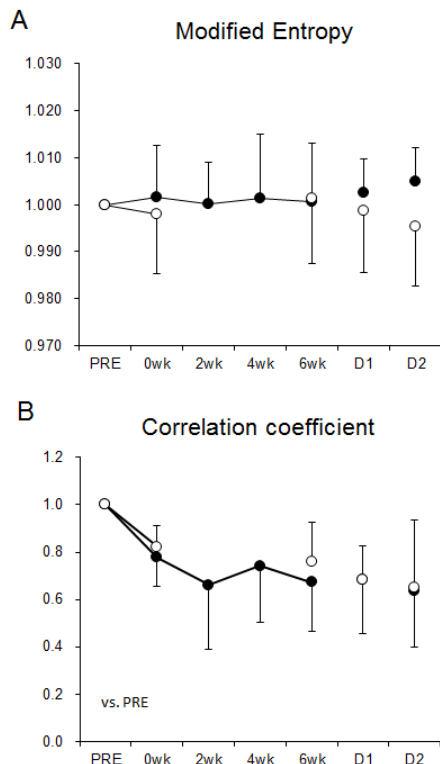 A
Modified Entropy
1.030
1.020
1.010
1.000
0.990
0.980
0.970
PRE 0wk 2wk 4wk 6wk D1 D2
B
Correlation coefficient
1.2
1.0
0.8
0.6
0.4
0.2
0.0
vs. PRE
PRE 0wk 2wk 4wk 6wk D1 D2